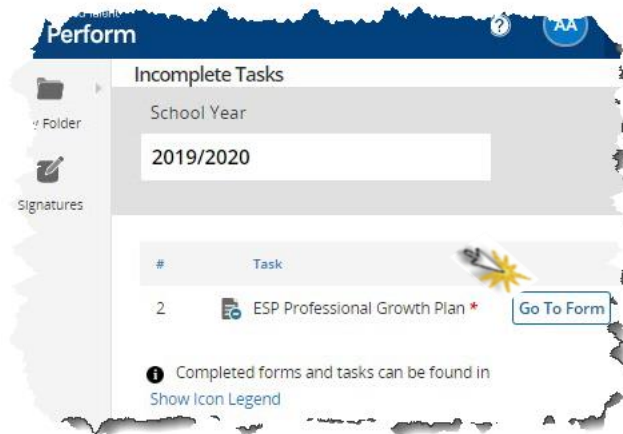 Perform
?
AA
Incomplete Tasks
Folder
School Year
2019/2020
Signatures
# Task
2 ESP Professional Growth Plan * Go To Form
Completed forms and tasks can be found in
Show Icon Legend